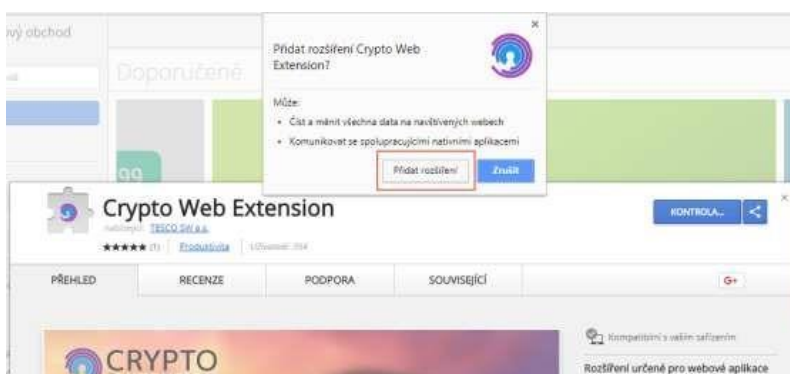 vý obchod
Doporučené
×
Přidat rozšíření Crypto Web
Extension?
Může:
• Číst a měnit všechna data na navštívených webech
• Komunikovat se spolupracujícími nativními aplikacemi
99
Přidat rozšíření
Zrušit
×
Crypto Web Extension
TESCO SW a.s.
KONTROLA...
★★★★★ (1)
Produktivita
PŘEHLED
RECENZE
PODPORA
SOUVISEJÍCÍ
G+
CRYPTO
Kompatibilní s vaším zařízením
Rozšíření určené pro webové aplikace